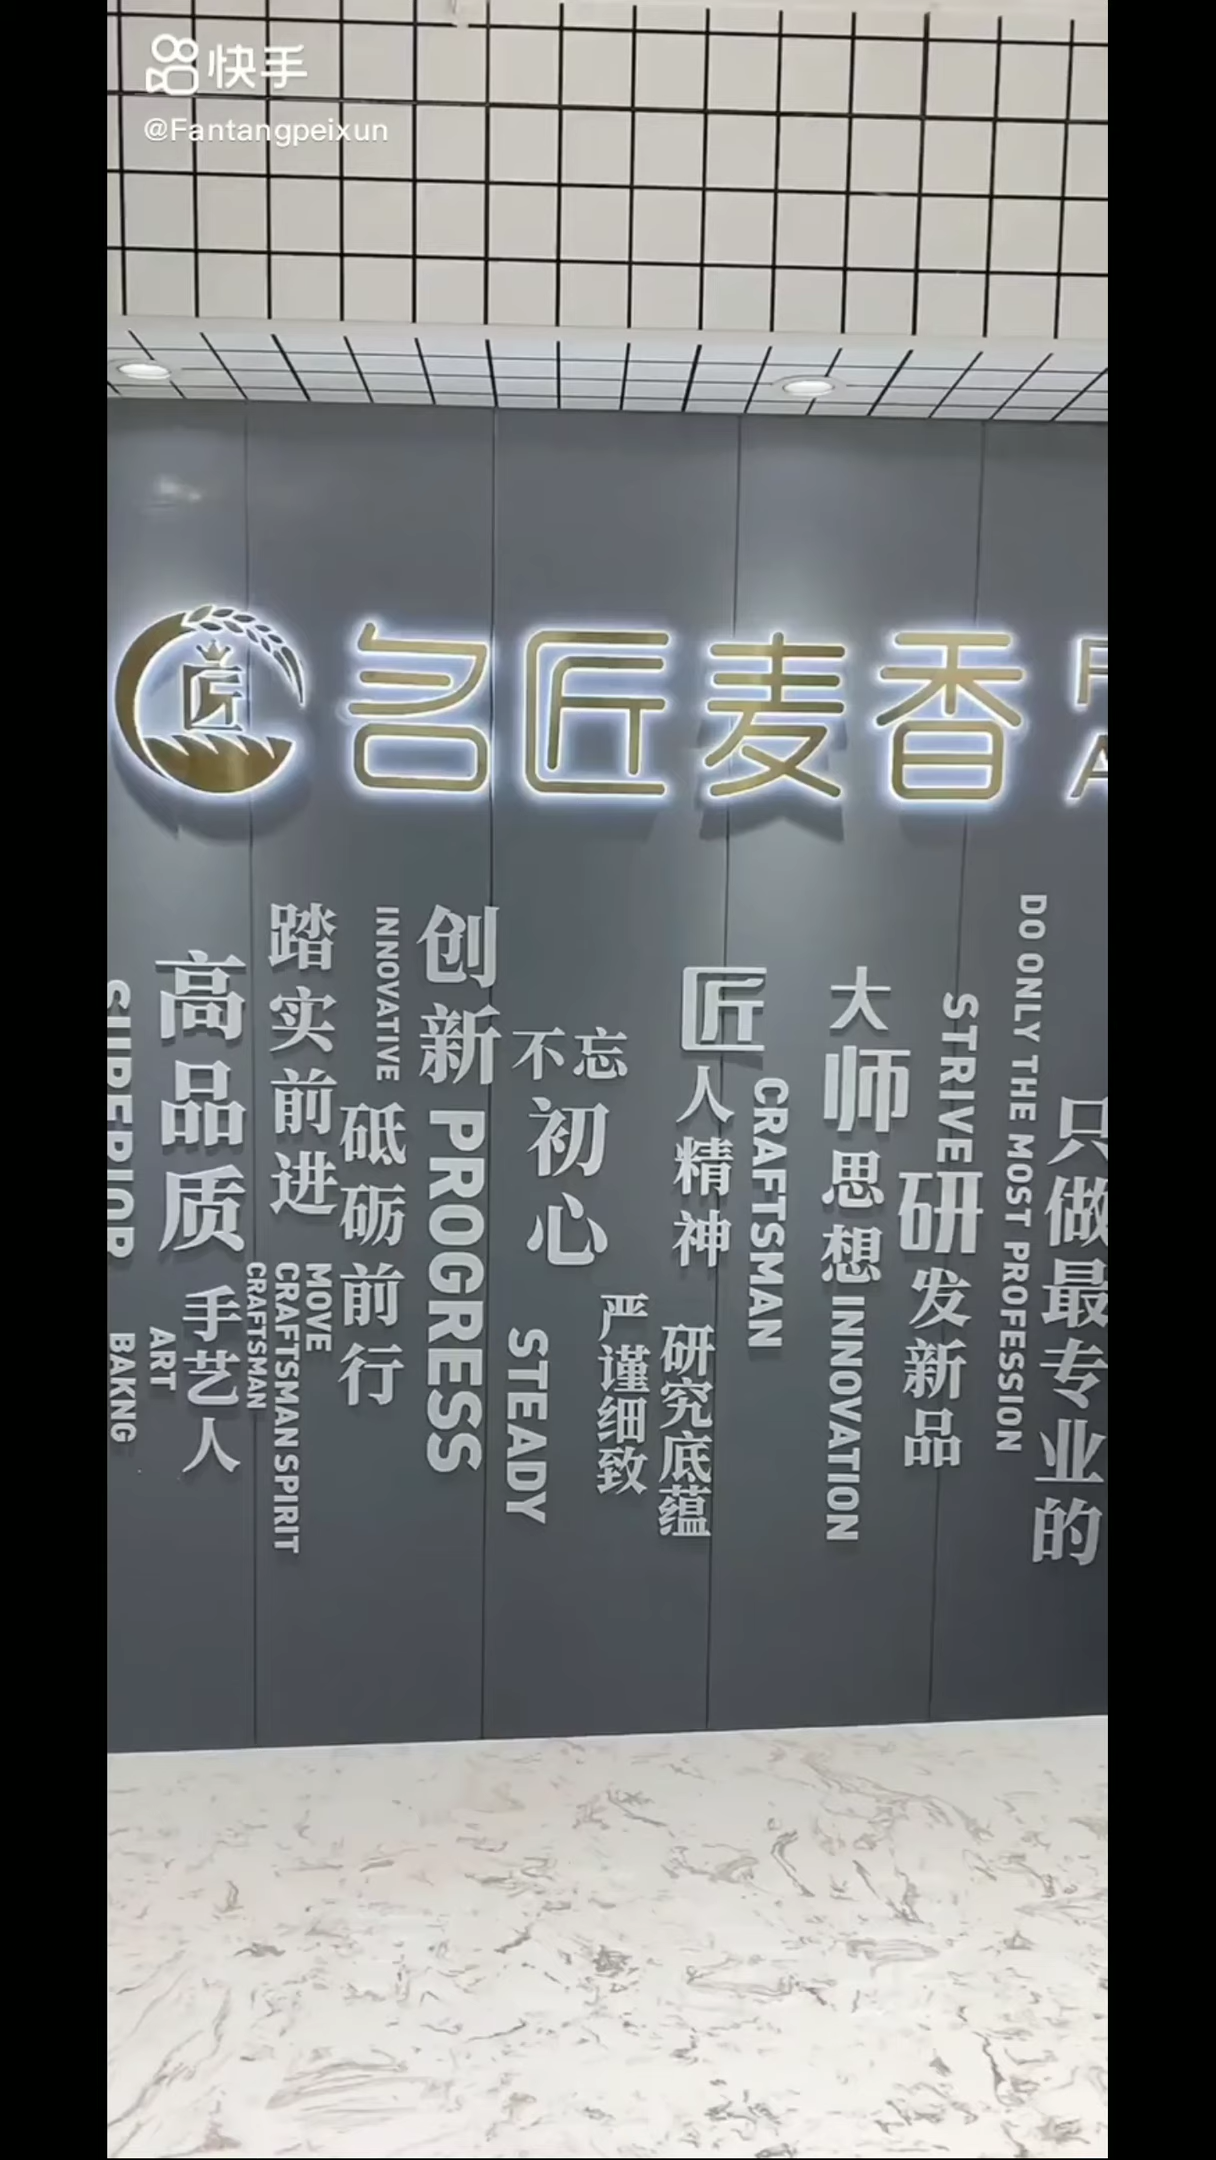 快手
@Fantangpeixun
匠
名匠麦香
SUPERIOR
BAKNG
ART
高品质
手艺人
CRAFTSMAN
踏实前进
CRAFTSMAN SPIRIT
MOVE
砥砺前行
INNOVATIVE
创新
PROGRESS
不忘
初心
STEADY
严谨细致
研究底蕴
匠人精神
CRAFTSMAN
大师思想
INNOVATION
STRIVE
研发新品
DO ONLY THE MOST PROFESSION
只做最专业的